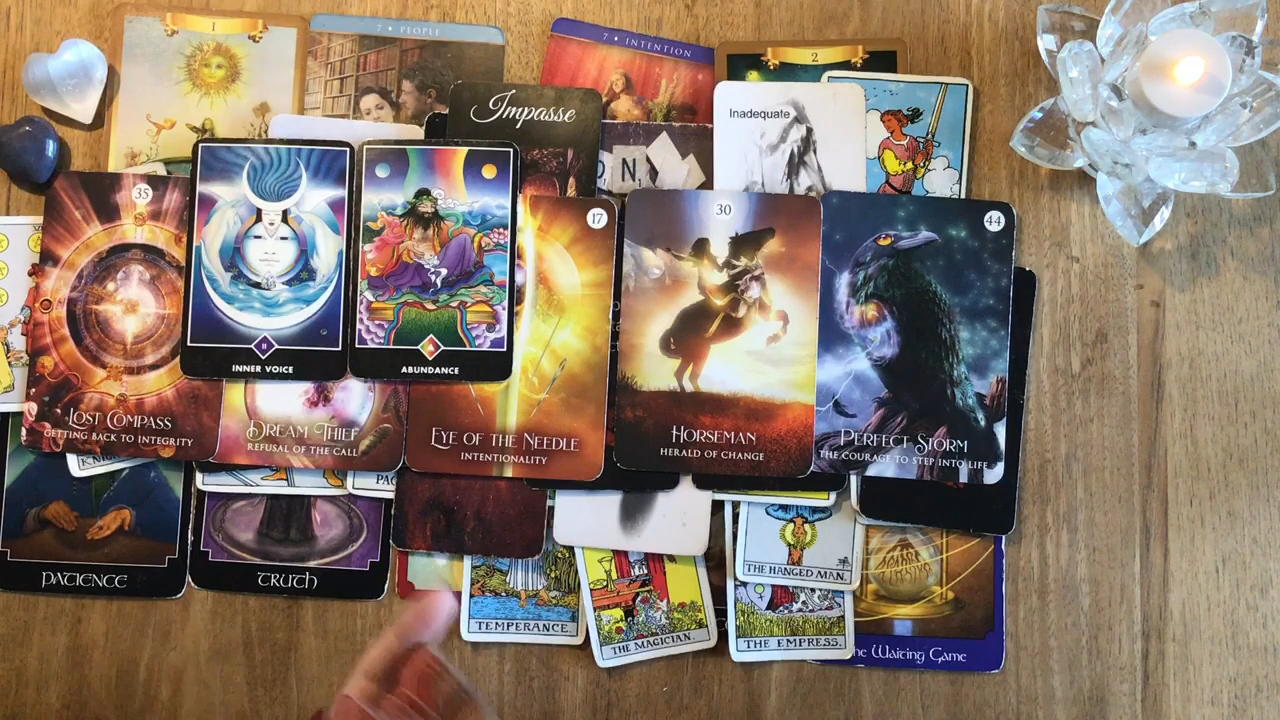 1
7 • PEOPLE
7 • INTENTION
2
Impasse
Inadequate
N
35
INNER VOICE
ABUNDANCE
17
30
44
LOST COMPASS
GETTING BACK TO INTEGRITY
DREAM THIEF
REFUSAL OF THE CALL
EYE OF THE NEEDLE
INTENTIONALITY
HORSEMAN
HERALD OF CHANGE
PERFECT STORM
THE COURAGE TO STEP INTO LIFE
PATIENCE
TRUTH
TEMPERANCE.
THE MAGICIAN.
THE HANGED MAN.
THE EMPRESS.
The Waiting Game